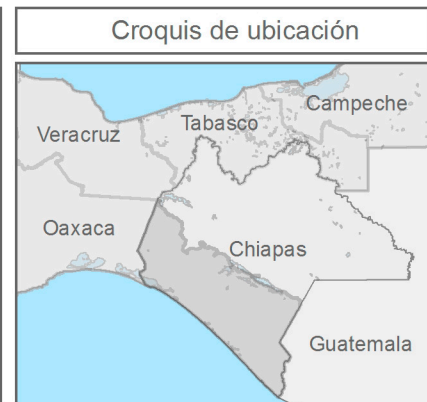 Croquis de ubicación
Campeche
Tabasco
Veracruz
Oaxaca
Chiapas
Guatemala